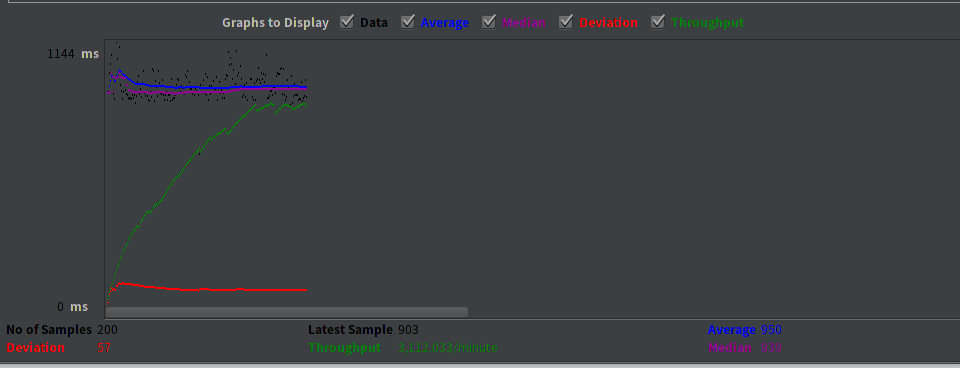 Graphs to Display Data Average Median Deviation Throughput
1144 ms
0 ms
No of Samples 200 Latest Sample 903 Average 950
Deviation 57 Throughput 3,112.033/minute Median